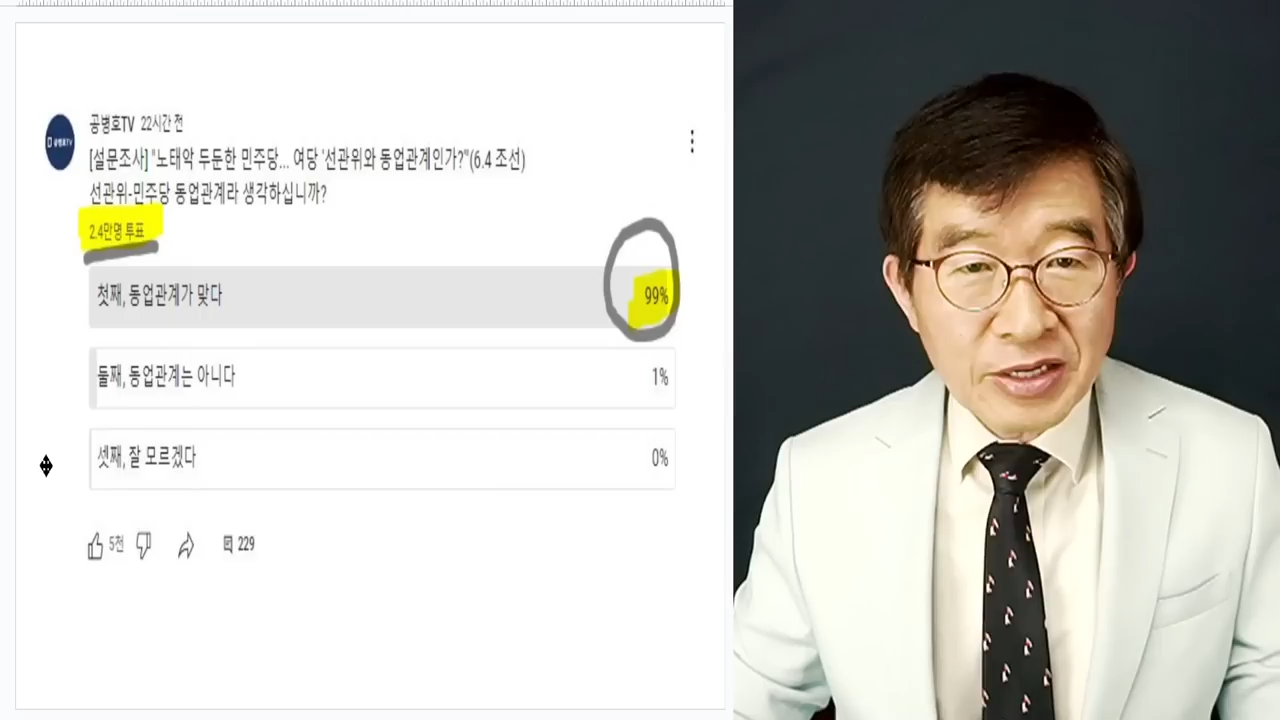 공병호TV 22시간 전
[설문조사] "노태악 두둔한 민주당... 여당 '선관위와 동업관계인가?'"(6.4 조선)
선관위-민주당 동업관계라 생각하십니까?
2.4만명 투표
첫째, 동업관계가 맞다 99%
둘째, 동업관계는 아니다 1%
셋째, 잘 모르겠다 0%
5천 229